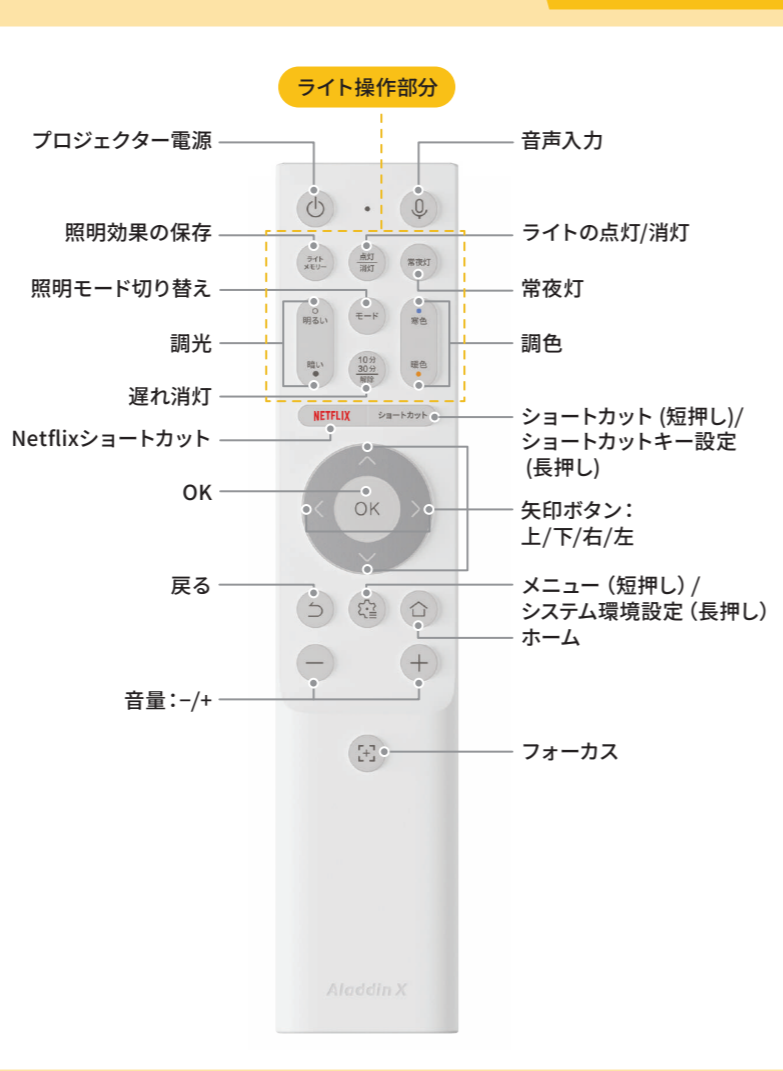 ライト操作部分
プロジェクター電源
音声入力
照明効果の保存
ライトの点灯/消灯
ライト
メモリー
点灯
消灯
常夜灯
照明モード切り替え
常夜灯
明るい
モード
寒色
調光
調色
暗い
10分
30分
解除
暖色
遅れ消灯
NETFLIX
ショートカット
Netflixショートカット
ショートカット (短押し)/
ショートカットキー設定
(長押し)
OK
OK
矢印ボタン：
上/下/右/左
戻る
メニュー（短押し）/
システム環境設定（長押し）
ホーム
音量：−/+
フォーカス
Aladdin X